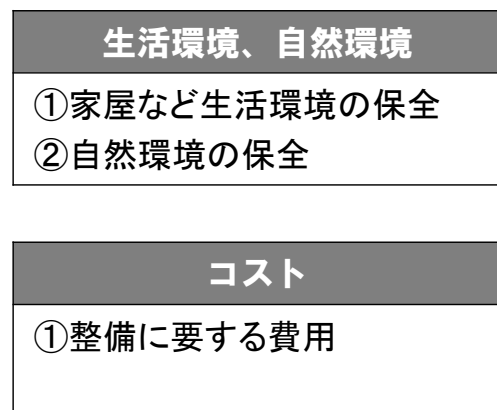 生活環境、自然環境
①家屋など生活環境の保全
②自然環境の保全
コスト
①整備に要する費用